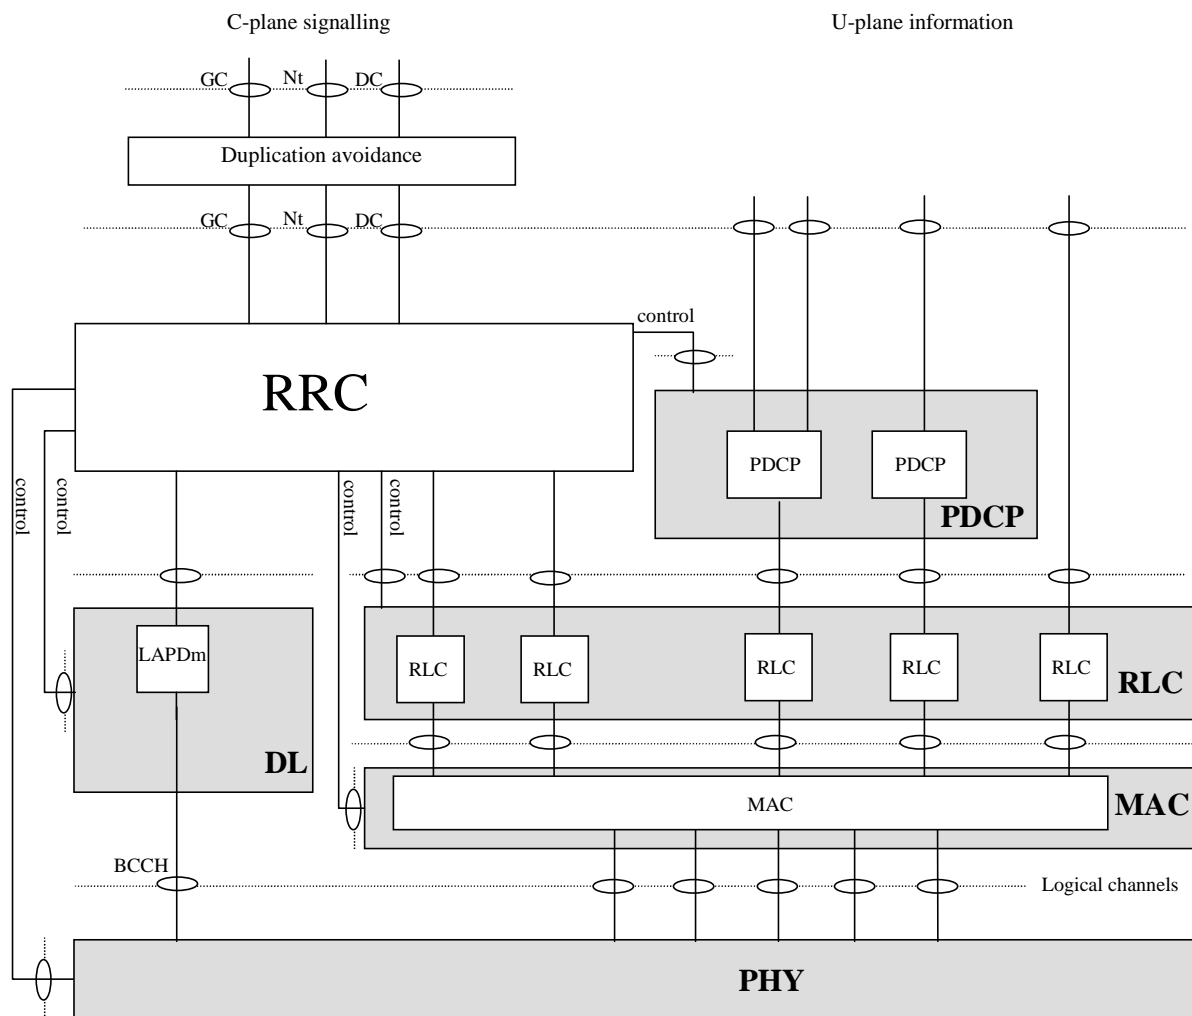 C-plane signalling
U-plane information
GC Nt DC
Duplication avoidance
GC Nt DC
control
RRC
PDCP PDCP
PDCP
control
control
control
control
LAPDm
RLC RLC RLC RLC RLC
RLC
DL
MAC
MAC
BCCH
Logical channels
PHY